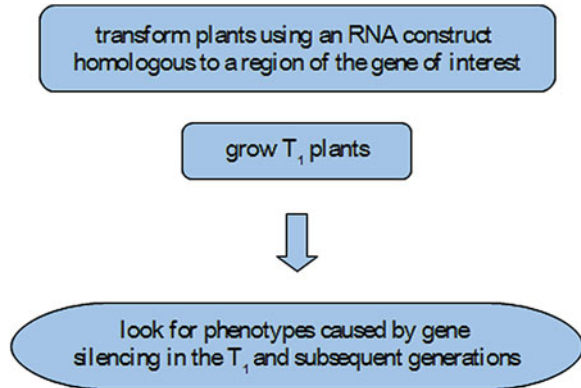 transform plants using an RNA construct
homologous to a region of the gene of interest
grow T₁ plants
look for phenotypes caused by gene
silencing in the T₁ and subsequent generations